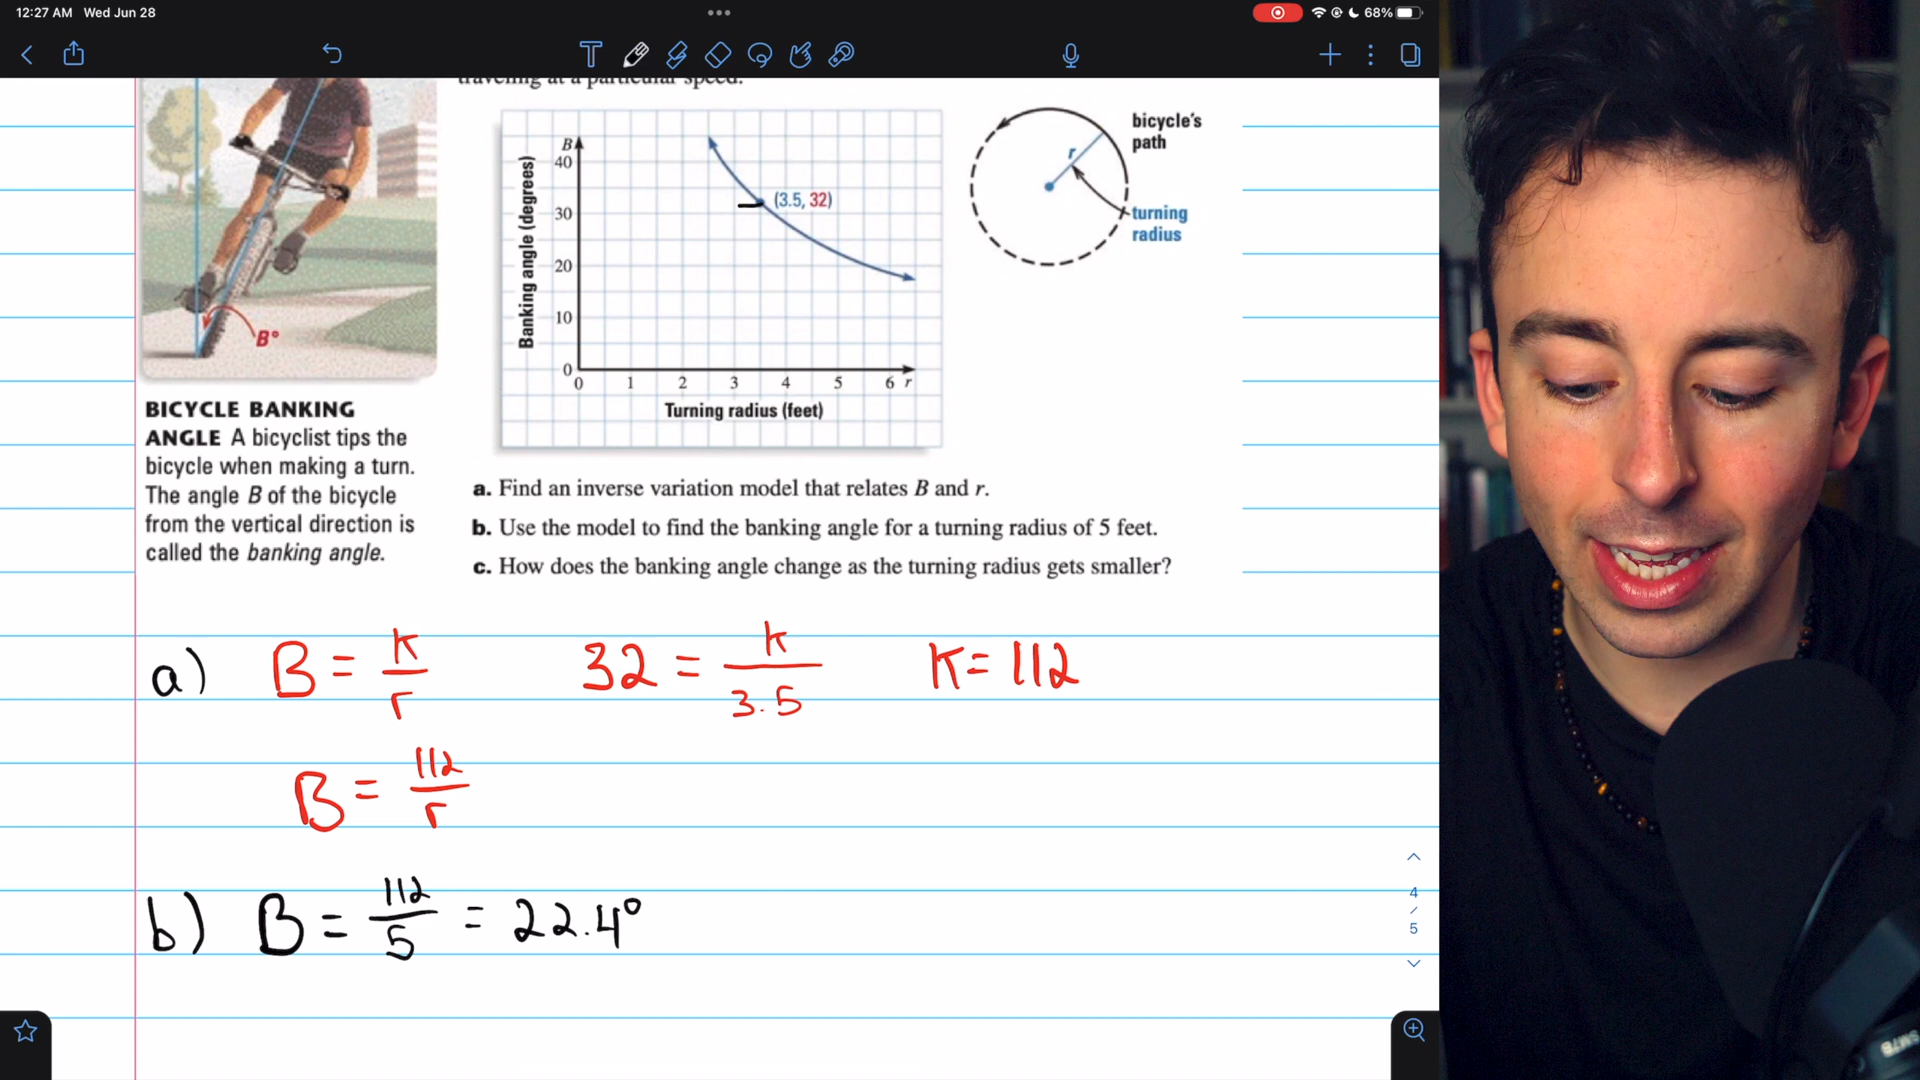 12:27 AM Wed Jun 28
68%
traveling at a particular speed.
B
40
30
20
10
0
0 1 2 3 4 5 6 r
Banking angle (degrees)
Turning radius (feet)
(3.5, 32)
bicycle's
path
r
turning
radius
B°
BICYCLE BANKING
ANGLE A bicyclist tips the
bicycle when making a turn.
The angle B of the bicycle
from the vertical direction is
called the banking angle.
a. Find an inverse variation model that relates B and r.
b. Use the model to find the banking angle for a turning radius of 5 feet.
c. How does the banking angle change as the turning radius gets smaller?
a) B = k/r 32 = k/3.5 K = 112
B = 112/r
b) B = 112/5 = 22.4°
4
/
5
SM7B